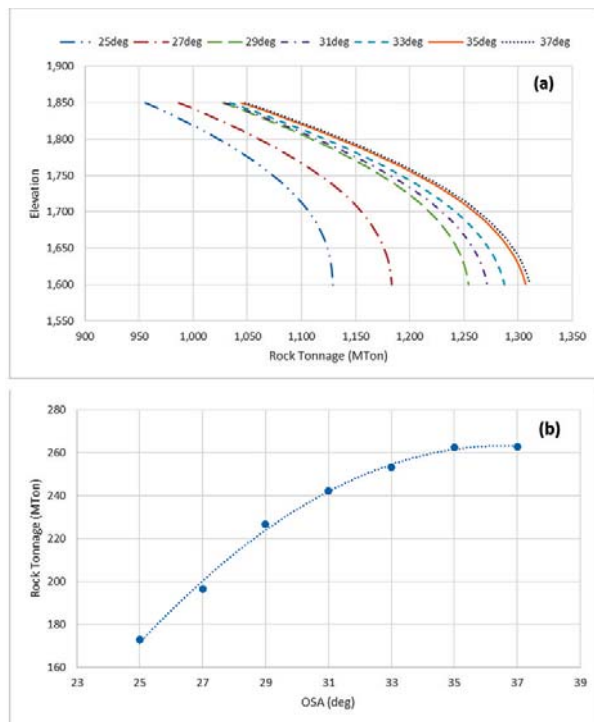 25deg 27deg 29deg 31deg 33deg 35deg 37deg
1,900
(a)
1,850
1,800
1,750
1,700
1,650
1,600
1,550
Elevation
900 950 1,000 1,050 1,100 1,150 1,200 1,250 1,300 1,350
Rock Tonnage (MTon)
280
(b)
260
240
220
200
180
160
Rock Tonnage (MTon)
23 25 27 29 31 33 35 37 39
OSA (deg)